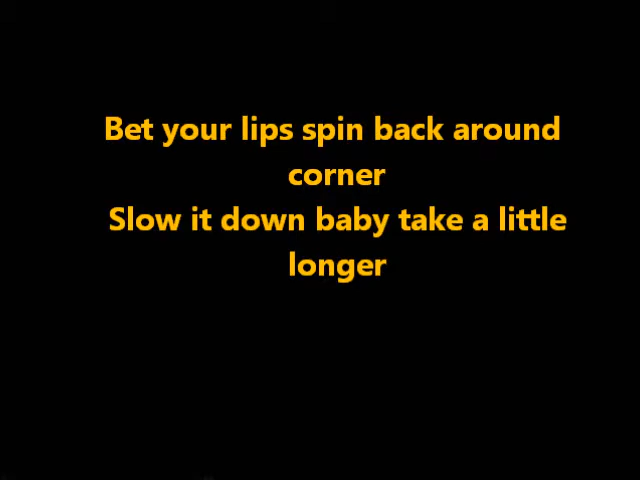 Bet your lips spin back around
corner
Slow it down baby take a little
longer